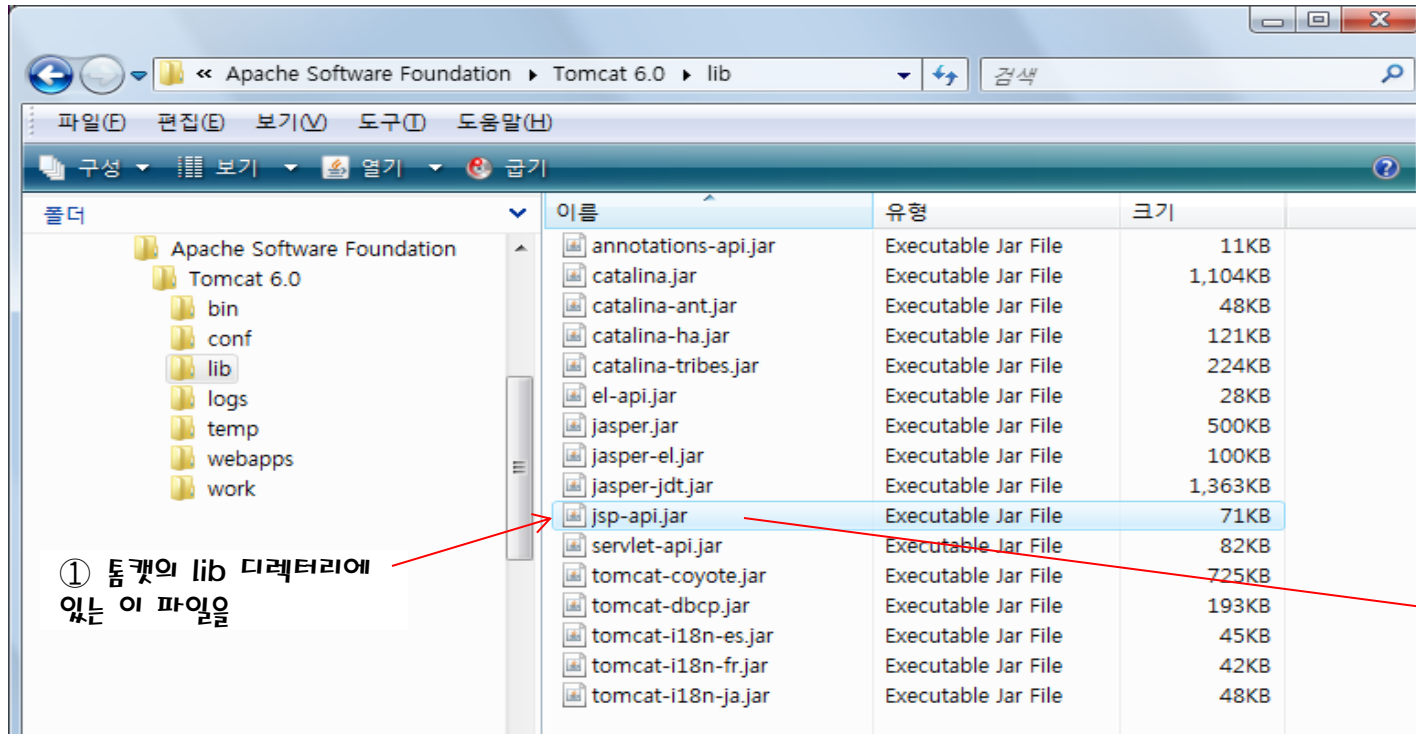 « Apache Software Foundation ▸ Tomcat 6.0 ▸ lib 검색
파일(F) 편집(E) 보기(V) 도구(T) 도움말(H)
구성 보기 열기 굽기
폴더 이름 유형 크기
Apache Software Foundation
Tomcat 6.0
bin
conf
lib
logs
temp
webapps
work
annotations-api.jar Executable Jar File 11KB
catalina.jar Executable Jar File 1,104KB
catalina-ant.jar Executable Jar File 48KB
catalina-ha.jar Executable Jar File 121KB
catalina-tribes.jar Executable Jar File 224KB
el-api.jar Executable Jar File 28KB
jasper.jar Executable Jar File 500KB
jasper-el.jar Executable Jar File 100KB
jasper-jdt.jar Executable Jar File 1,363KB
jsp-api.jar Executable Jar File 71KB
servlet-api.jar Executable Jar File 82KB
tomcat-coyote.jar Executable Jar File 725KB
tomcat-dbcp.jar Executable Jar File 193KB
tomcat-i18n-es.jar Executable Jar File 45KB
tomcat-i18n-fr.jar Executable Jar File 42KB
tomcat-i18n-ja.jar Executable Jar File 48KB
① 톰캣의 lib 디렉터리에
있는 이 파일을